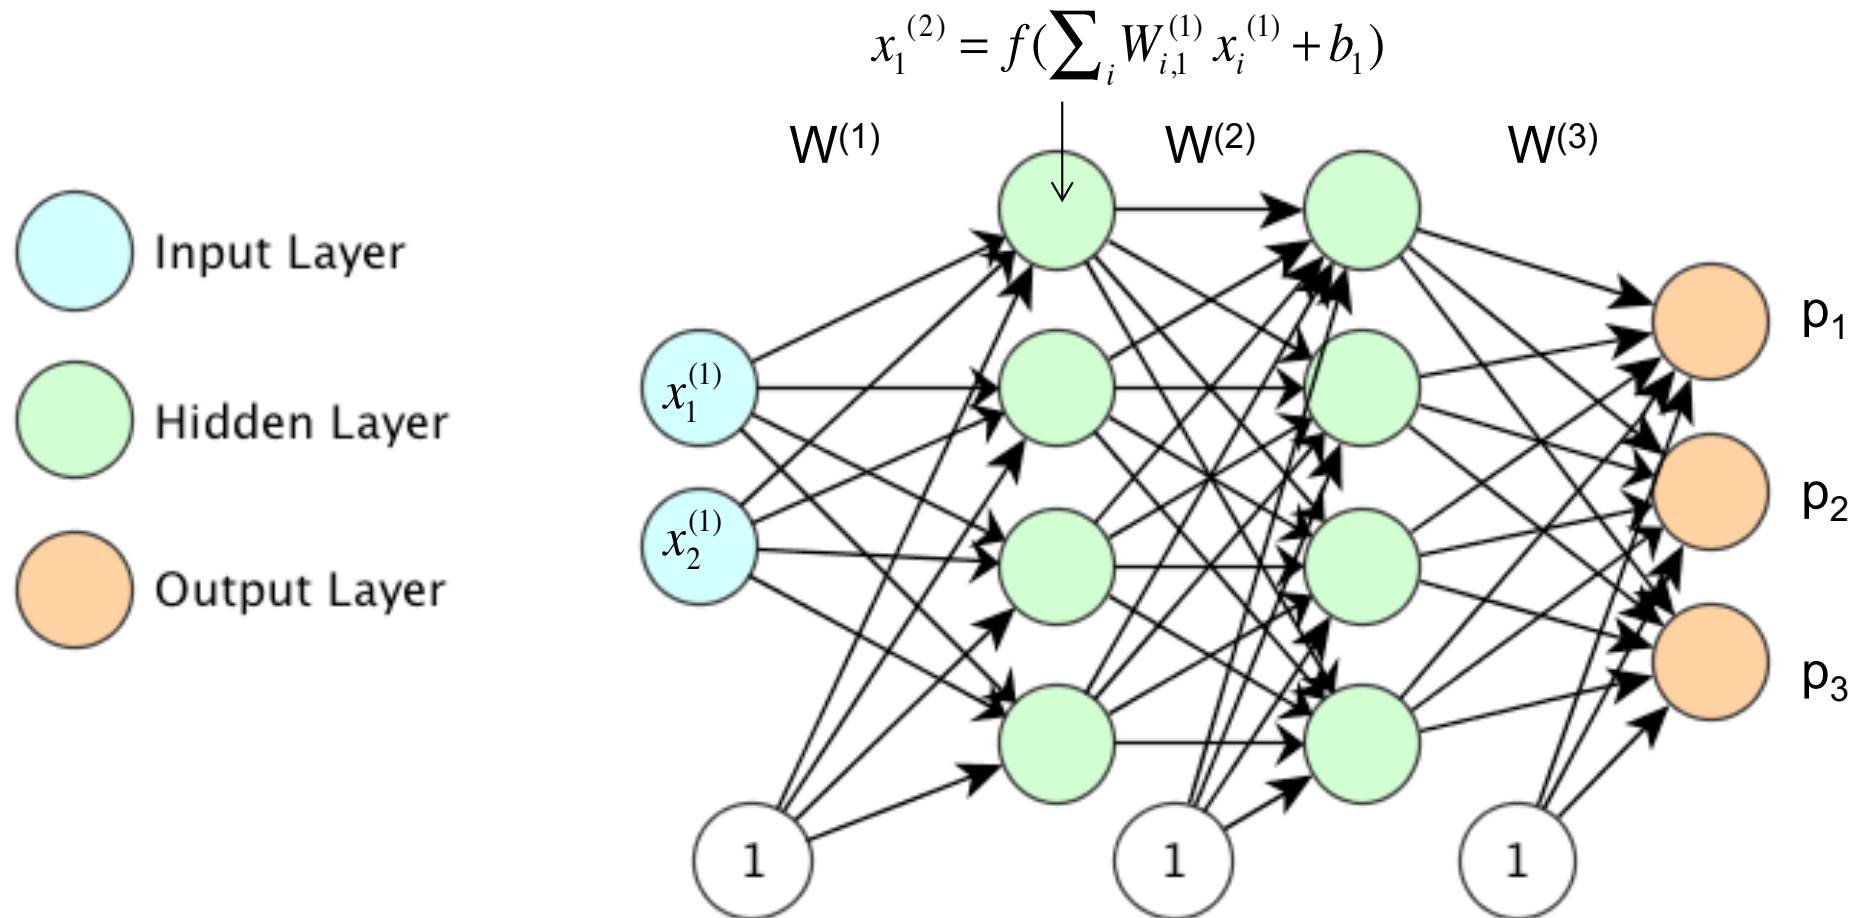 x₁⁽²⁾ = f(∑ᵢ W⁽¹⁾ᵢ,₁ xᵢ⁽¹⁾ + b₁)
W⁽¹⁾ W⁽²⁾ W⁽³⁾
Input Layer
Hidden Layer
Output Layer
x₁⁽¹⁾
x₂⁽¹⁾
p₁
p₂
p₃
1 1 1